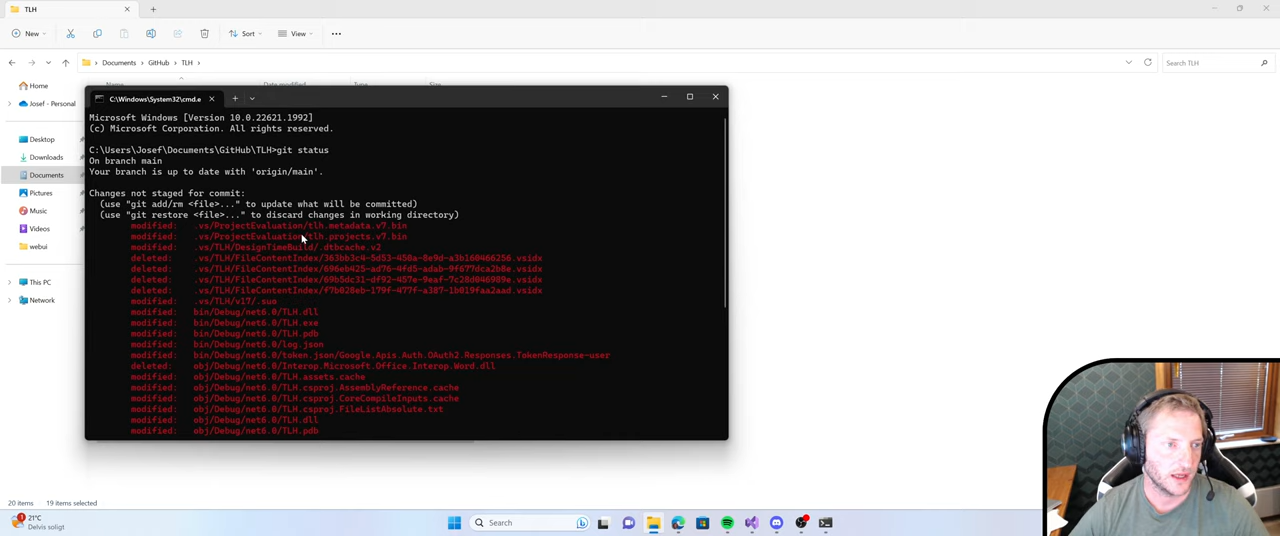 TLH
New
Sort
View
Documents
GitHub
TLH
Search TLH
Name
Date modified
Type
Size
Home
Josef - Personal
Desktop
Downloads
Documents
Pictures
Music
Videos
webui
This PC
Network
C:\Windows\System32\cmd.e
Microsoft Windows [Version 10.0.22621.1992]
(c) Microsoft Corporation. All rights reserved.
C:\Users\Josef\Documents\GitHub\TLH>git status
On branch main
Your branch is up to date with 'origin/main'.
Changes not staged for commit:
(use "git add/rm <file>..." to update what will be committed)
(use "git restore <file>..." to discard changes in working directory)
modified: .vs/ProjectEvaluation/tlh.metadata.v7.bin
modified: .vs/ProjectEvaluation/tlh.projects.v7.bin
modified: .vs/TLH/DesignTimeBuild/.dtbcache.v2
deleted: .vs/TLH/FileContentIndex/363bb3c4-5d53-450a-8e9d-a3b160466256.vsidx
deleted: .vs/TLH/FileContentIndex/696eb425-ad76-4fd5-adab-9f677dca2b8e.vsidx
deleted: .vs/TLH/FileContentIndex/69b5dc31-df92-457e-9eaf-7c28d046989e.vsidx
deleted: .vs/TLH/FileContentIndex/f7b028eb-179f-477f-a387-1b019faa2aad.vsidx
modified: .vs/TLH/v17/.suo
modified: bin/Debug/net6.0/TLH.dll
modified: bin/Debug/net6.0/TLH.exe
modified: bin/Debug/net6.0/TLH.pdb
modified: bin/Debug/net6.0/log.json
modified: bin/Debug/net6.0/token.json/Google.Apis.Auth.OAuth2.Responses.TokenResponse-user
deleted: obj/Debug/net6.0/Interop.Microsoft.Office.Interop.Word.dll
modified: obj/Debug/net6.0/TLH.assets.cache
modified: obj/Debug/net6.0/TLH.csproj.AssemblyReference.cache
modified: obj/Debug/net6.0/TLH.csproj.CoreCompileInputs.cache
modified: obj/Debug/net6.0/TLH.csproj.FileListAbsolute.txt
modified: obj/Debug/net6.0/TLH.dll
modified: obj/Debug/net6.0/TLH.pdb
20 items 19 items selected
1
21°C
Delvis soligt
Search